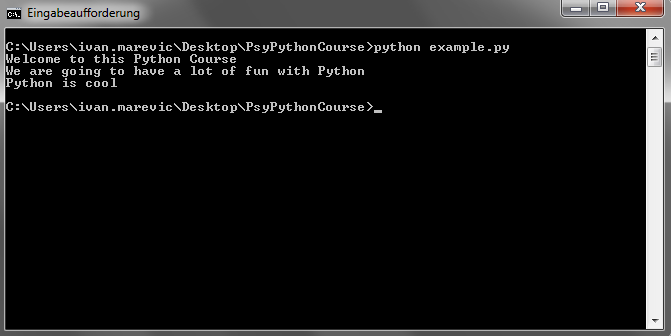 Eingabeaufforderung
C:\Users\ivan.marevic\Desktop\PsyPythonCourse>python example.py
Welcome to this Python Course
We are going to have a lot of fun with Python
Python is cool
C:\Users\ivan.marevic\Desktop\PsyPythonCourse>_